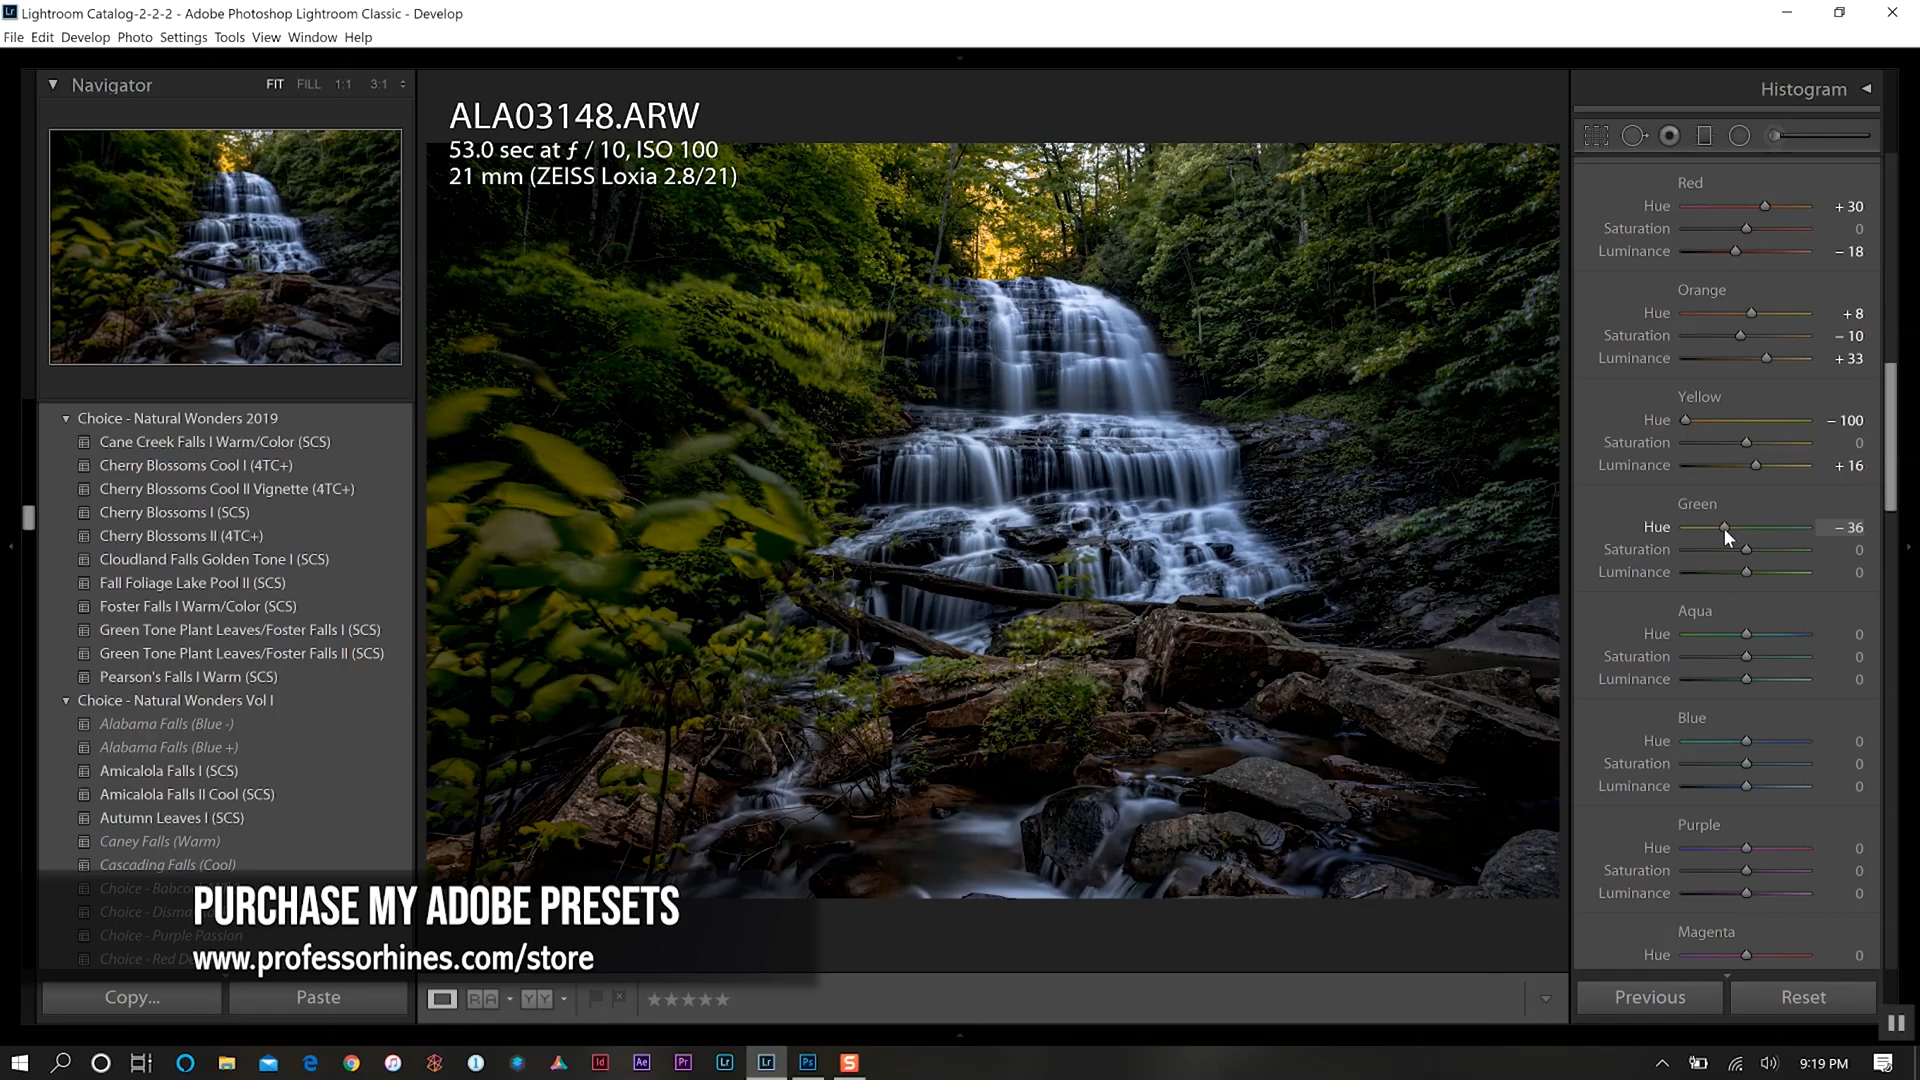 Lr Lightroom Catalog-2-2-2 - Adobe Photoshop Lightroom Classic - Develop
File Edit Develop Photo Settings Tools View Window Help
Navigator FIT FILL 1:1 3:1
Choice - Natural Wonders 2019
Cane Creek Falls I Warm/Color (SCS)
Cherry Blossoms Cool I (4TC+)
Cherry Blossoms Cool II Vignette (4TC+)
Cherry Blossoms I (SCS)
Cherry Blossoms II (4TC+)
Cloudland Falls Golden Tone I (SCS)
Fall Foliage Lake Pool II (SCS)
Foster Falls I Warm/Color (SCS)
Green Tone Plant Leaves/Foster Falls I (SCS)
Green Tone Plant Leaves/Foster Falls II (SCS)
Pearson's Falls I Warm (SCS)
Choice - Natural Wonders Vol I
Alabama Falls (Blue -)
Alabama Falls (Blue +)
Amicalola Falls I (SCS)
Amicalola Falls II Cool (SCS)
Autumn Leaves I (SCS)
Caney Falls (Warm)
Cascading Falls (Cool)
Choice - Purple Passion
PURCHASE MY ADOBE PRESETS
www.professorhines.com/store
Copy... Paste
ALA03148.ARW
53.0 sec at ƒ / 10, ISO 100
21 mm (ZEISS Loxia 2.8/21)
RA YY
Histogram
Red
Hue + 30
Saturation 0
Luminance – 18
Orange
Hue + 8
Saturation – 10
Luminance + 33
Yellow
Hue – 100
Saturation 0
Luminance + 16
Green
Hue – 36
Saturation 0
Luminance 0
Aqua
Hue 0
Saturation 0
Luminance 0
Blue
Hue 0
Saturation 0
Luminance 0
Purple
Hue 0
Saturation 0
Luminance 0
Magenta
Hue 0
Previous Reset
Id Ae Pr Lr Lr Ps S
9:19 PM